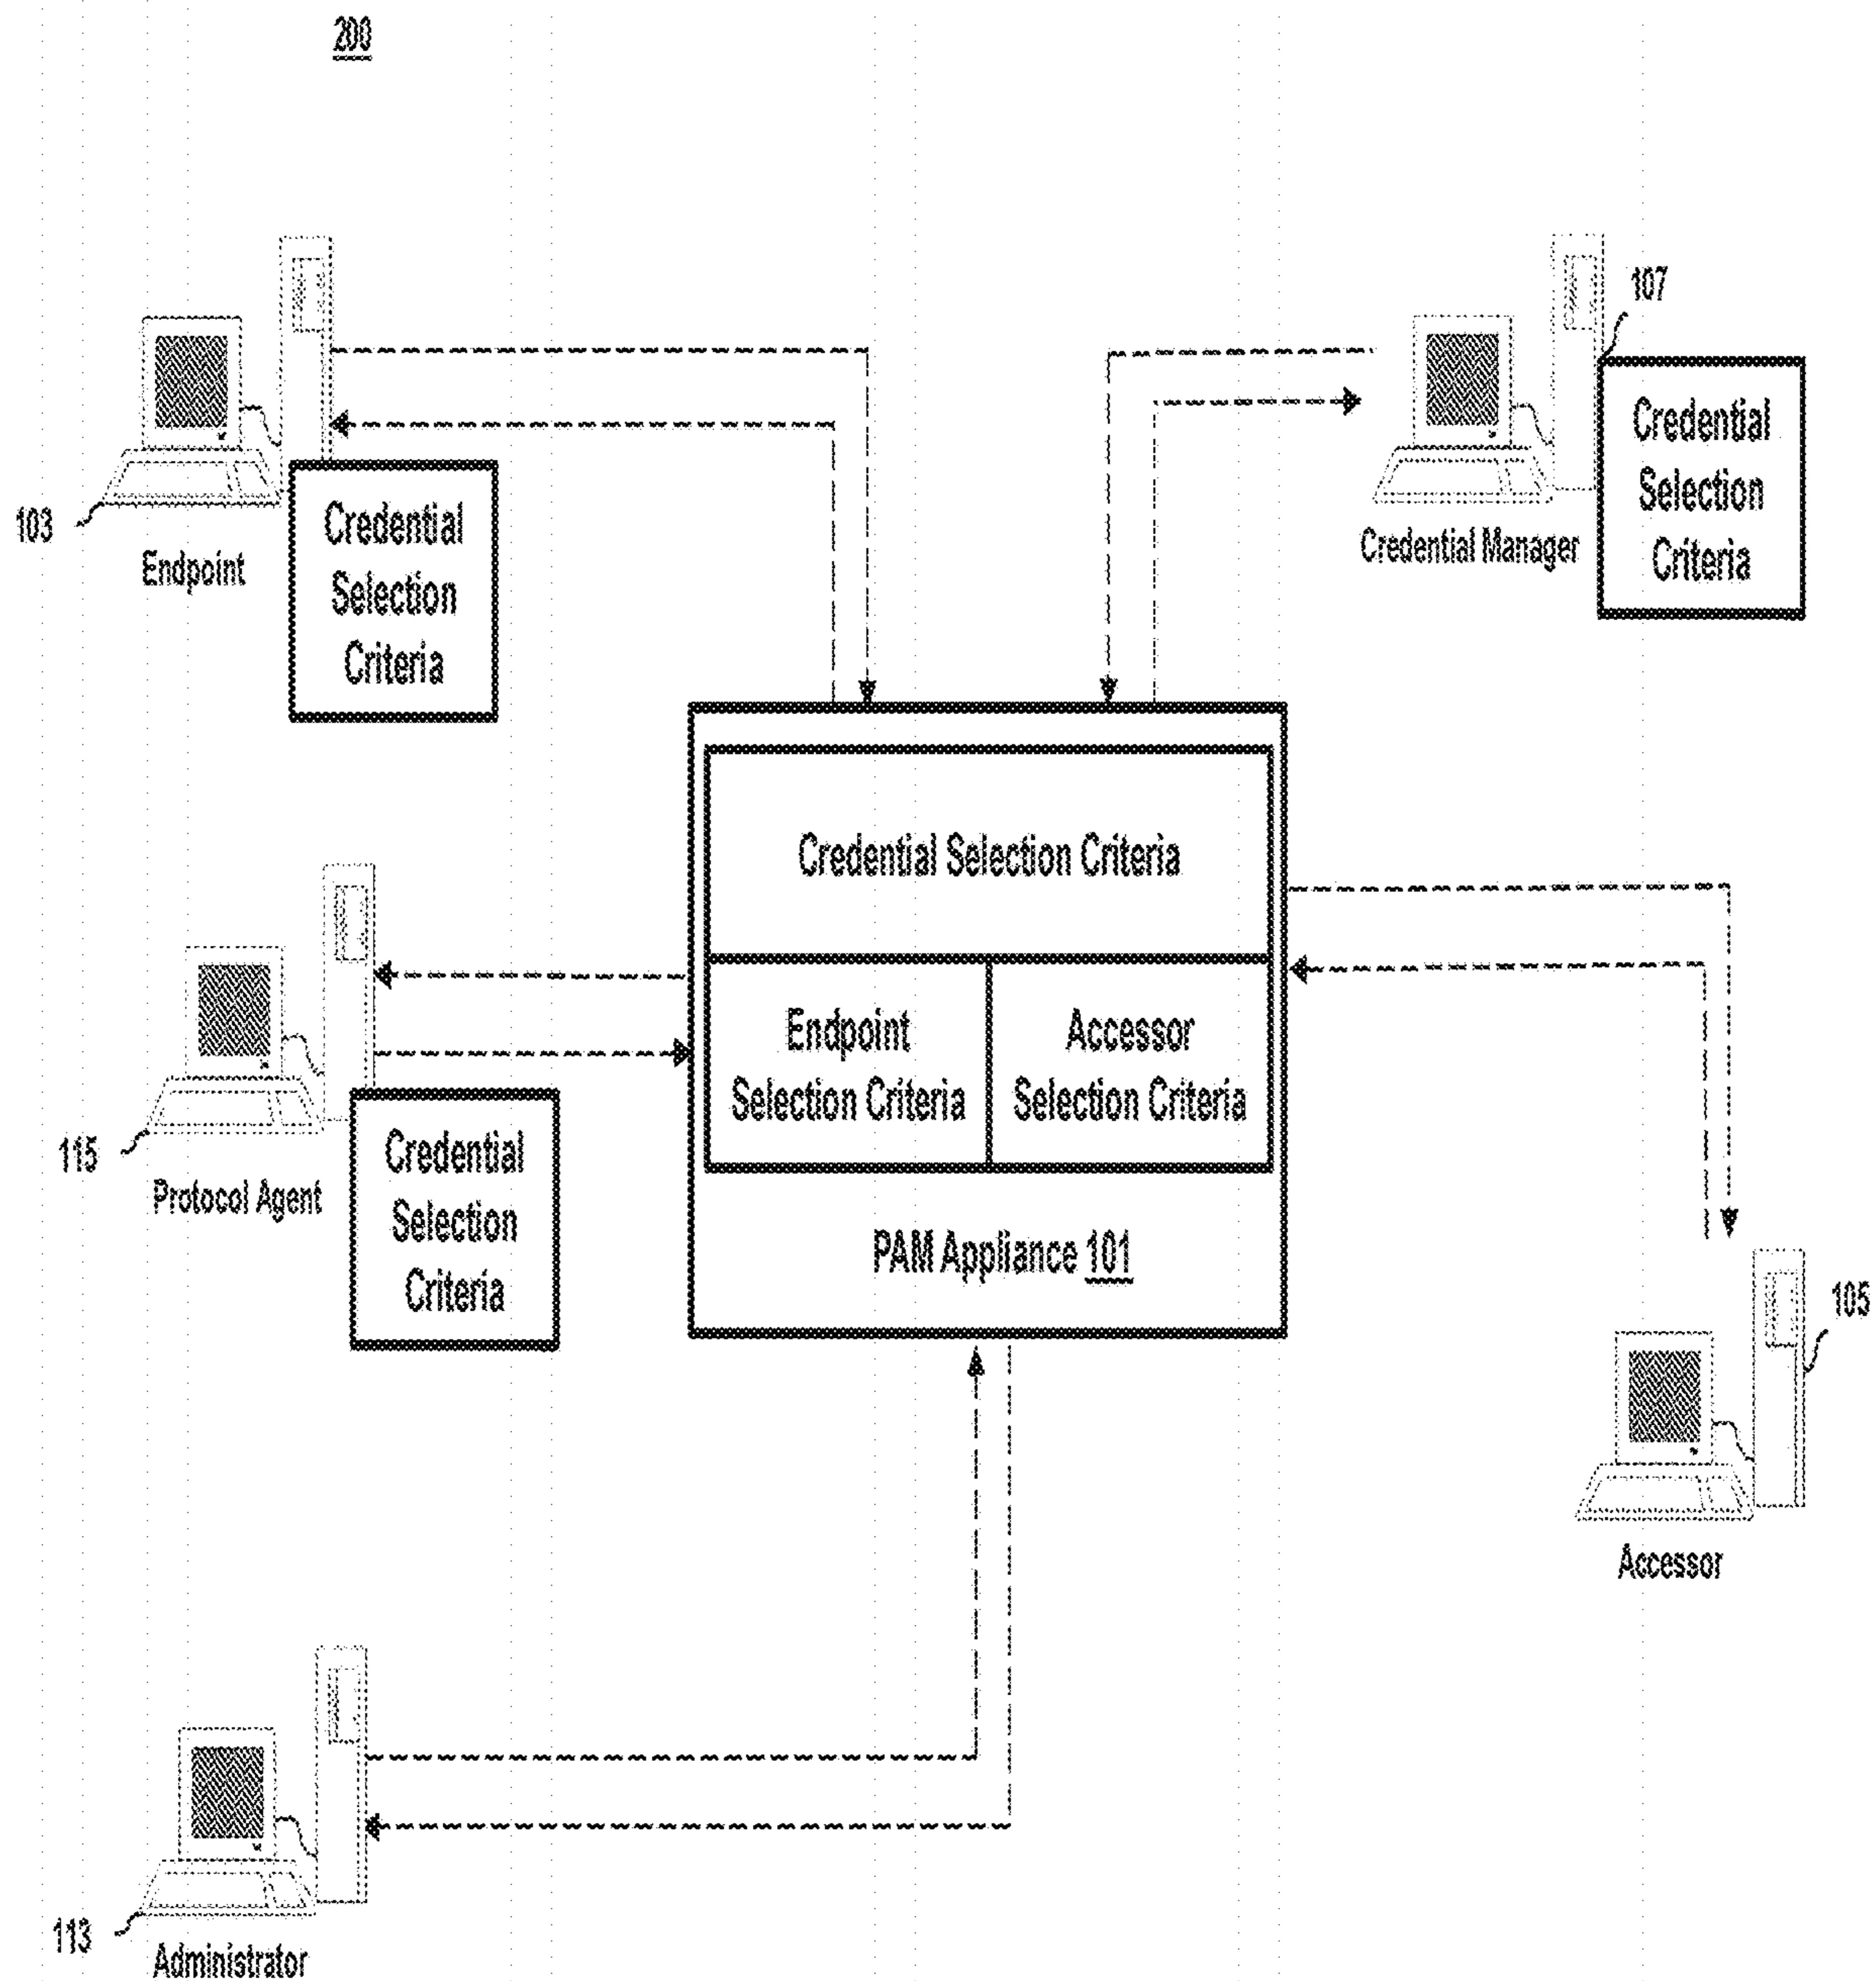 200
107
Credential
Selection
Criteria
Credential Manager
103
Endpoint
Credential
Selection
Criteria
Credential Selection Criteria
Endpoint
Selection Criteria
Accessor
Selection Criteria
PAM Appliance 101
115
Protocol Agent
Credential
Selection
Criteria
105
Accessor
113
Administrator